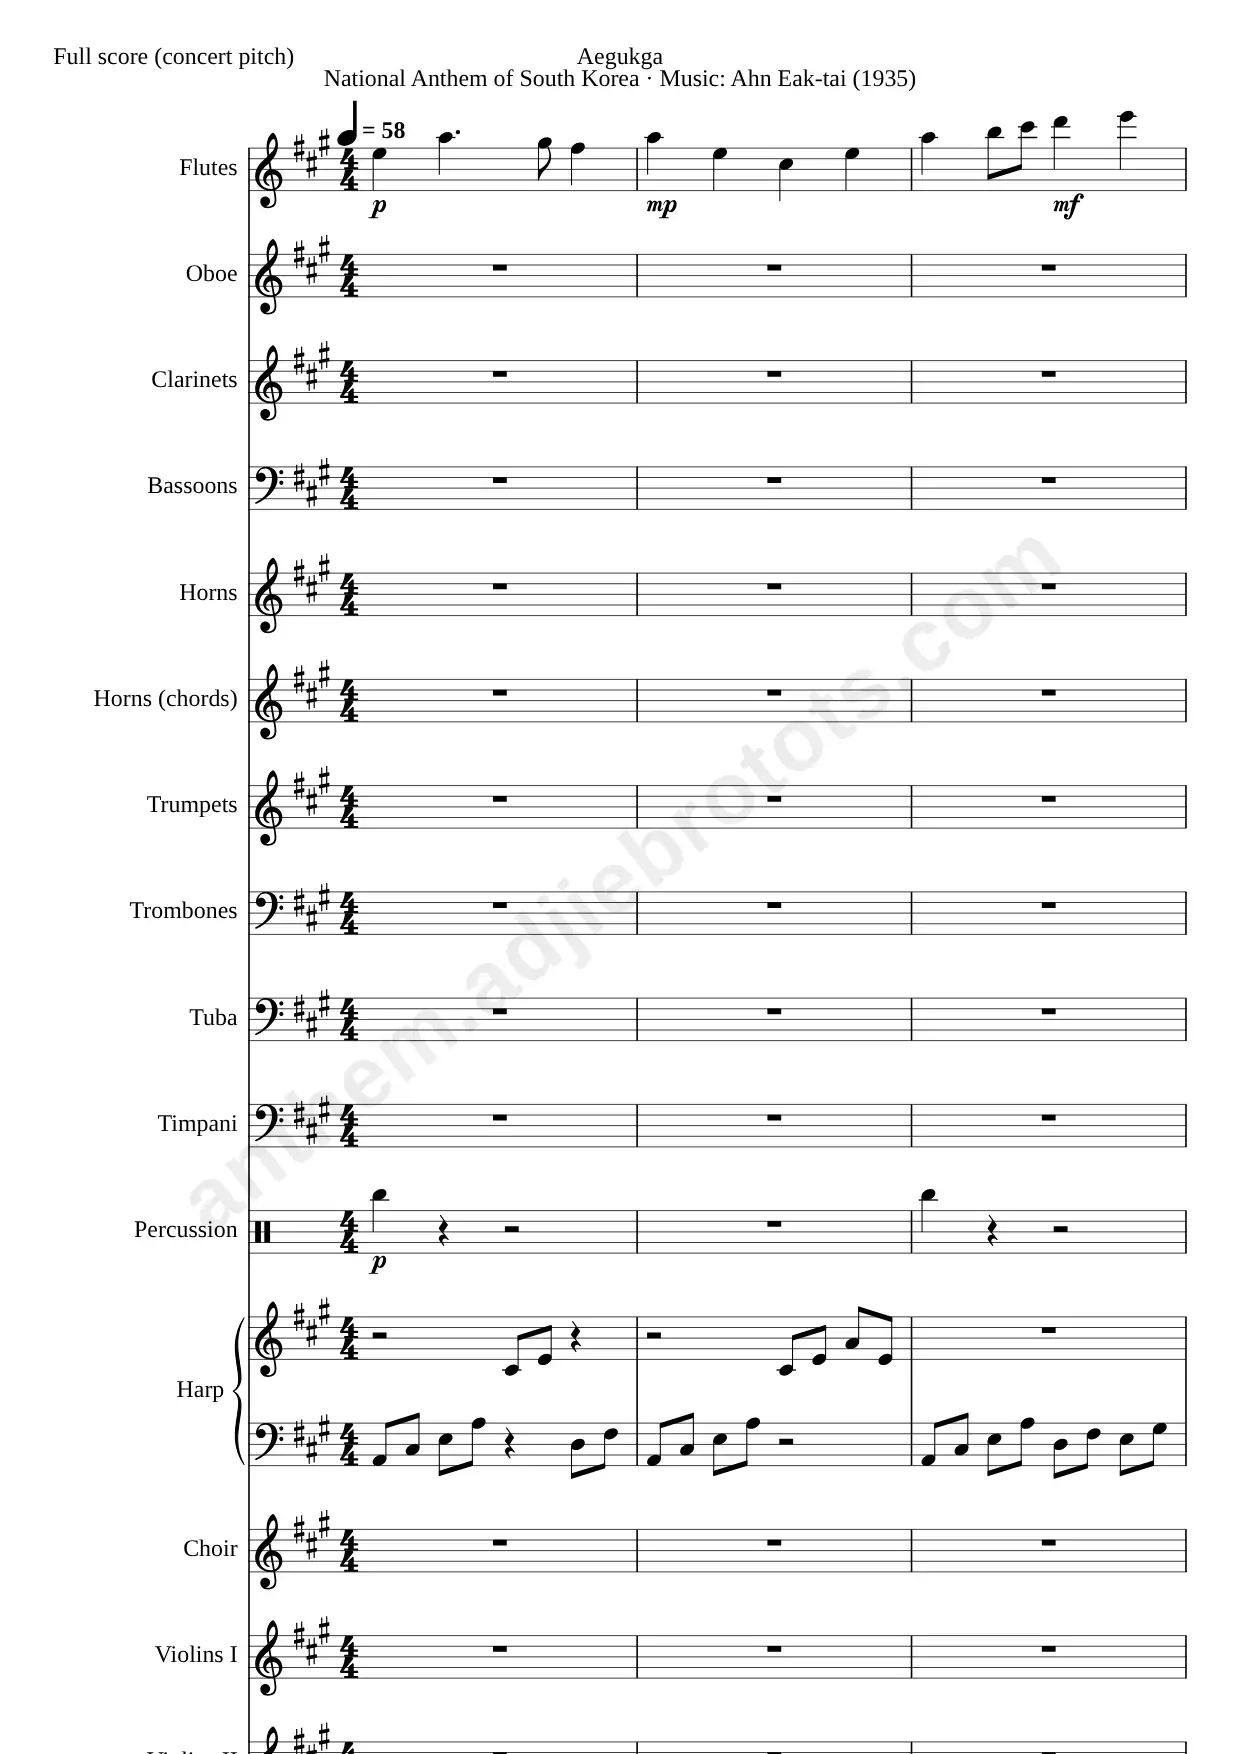 Full score (concert pitch)
Aegukga
National Anthem of South Korea · Music: Ahn Eak-tai (1935)
= 58
Flutes
p
mp
mf
Oboe
Clarinets
Bassoons
Horns
Horns (chords)
Trumpets
Trombones
Tuba
Timpani
Percussion
p
Harp
Choir
Violins I
anthem.adjiebrotots.com